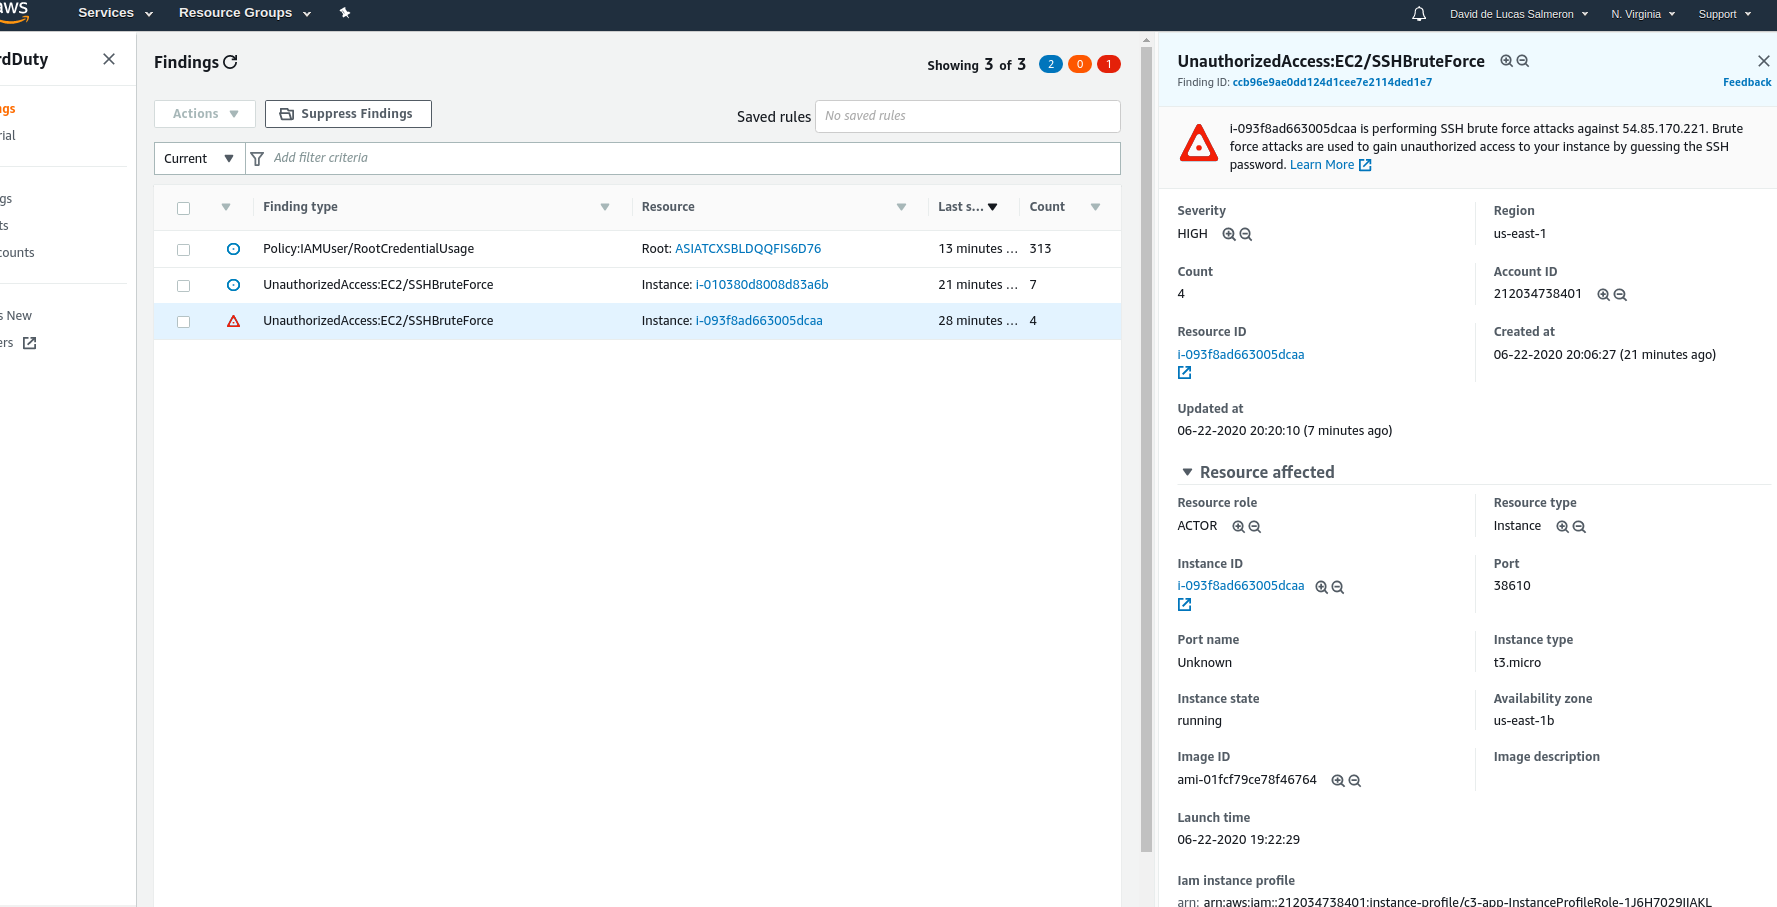 aws
Services
Resource Groups
David de Lucas Salmeron
N. Virginia
Support
rdDuty
gs
rial
gs
ts
counts
s New
ers
Findings
Showing 3 of 3
2
0
1
Actions
Suppress Findings
Saved rules
No saved rules
Current
Add filter criteria
Finding type
Resource
Last s...
Count
Policy:IAMUser/RootCredentialUsage
Root: ASIATCXSBLDQQFIS6D76
13 minutes ...
313
UnauthorizedAccess:EC2/SSHBruteForce
Instance: i-010380d8008d83a6b
21 minutes ...
7
UnauthorizedAccess:EC2/SSHBruteForce
Instance: i-093f8ad663005dcaa
28 minutes ...
4
UnauthorizedAccess:EC2/SSHBruteForce
Finding ID: ccb96e9ae0dd124d1cee7e2114ded1e7
Feedback
i-093f8ad663005dcaa is performing SSH brute force attacks against 54.85.170.221. Brute
force attacks are used to gain unauthorized access to your instance by guessing the SSH
password. Learn More
Severity
HIGH
Region
us-east-1
Count
4
Account ID
212034738401
Resource ID
i-093f8ad663005dcaa
Created at
06-22-2020 20:06:27 (21 minutes ago)
Updated at
06-22-2020 20:20:10 (7 minutes ago)
Resource affected
Resource role
ACTOR
Resource type
Instance
Instance ID
i-093f8ad663005dcaa
Port
38610
Port name
Unknown
Instance type
t3.micro
Instance state
running
Availability zone
us-east-1b
Image ID
ami-01fcf79ce78f46764
Image description
Launch time
06-22-2020 19:22:29
Iam instance profile
arn: arn:aws:iam::212034738401:instance-profile/c3-app-InstanceProfileRole-1J6H7029IIAKL